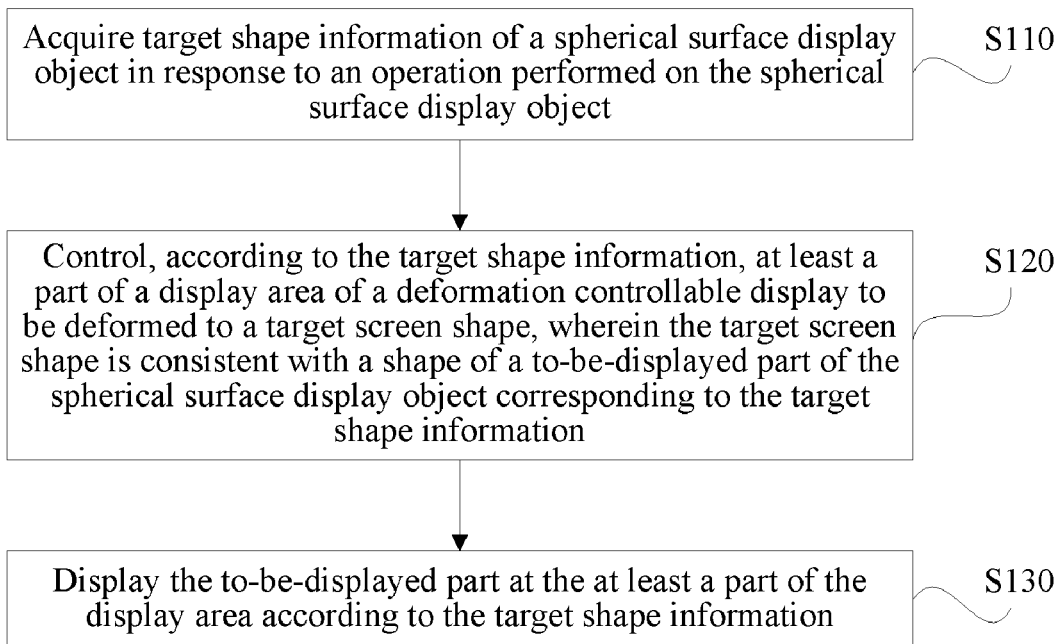 Acquire target shape information of a spherical surface display
object in response to an operation performed on the spherical
surface display object
S110
Control, according to the target shape information, at least a
part of a display area of a deformation controllable display to
be deformed to a target screen shape, wherein the target screen
shape is consistent with a shape of a to-be-displayed part of the
spherical surface display object corresponding to the target
shape information
S120
Display the to-be-displayed part at the at least a part of the
display area according to the target shape information
S130